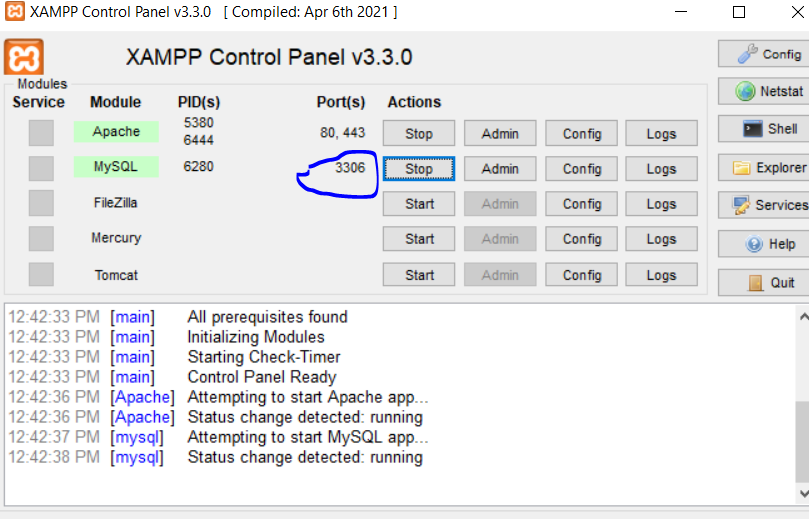 XAMPP Control Panel v3.3.0 [ Compiled: Apr 6th 2021 ]
XAMPP Control Panel v3.3.0
Modules
Service Module PID(s) Port(s) Actions
Apache 5380 6444 80, 443 Stop Admin Config Logs
MySQL 6280 3306 Stop Admin Config Logs
FileZilla Start Admin Config Logs
Mercury Start Admin Config Logs
Tomcat Start Admin Config Logs
Config
Netstat
Shell
Explorer
Services
Help
Quit
12:42:33 PM [main] All prerequisites found
12:42:33 PM [main] Initializing Modules
12:42:33 PM [main] Starting Check-Timer
12:42:33 PM [main] Control Panel Ready
12:42:36 PM [Apache] Attempting to start Apache app...
12:42:36 PM [Apache] Status change detected: running
12:42:37 PM [mysql] Attempting to start MySQL app...
12:42:38 PM [mysql] Status change detected: running